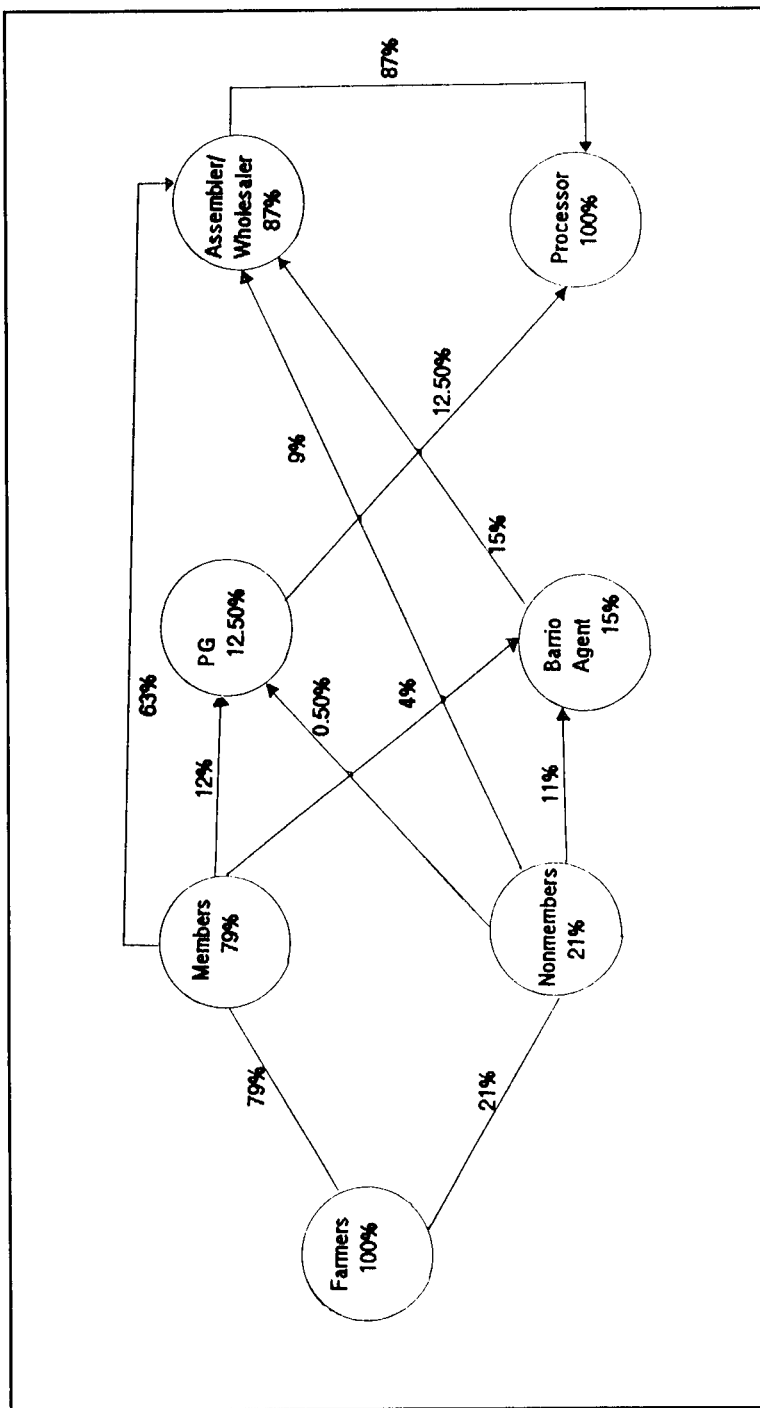 Farmers
100%
79%
21%
Members
79%
Nonmembers
21%
63%
12%
0.50%
4%
11%
PG
12.50%
Barrio
Agent
15%
9%
15%
12.50%
Assembler/
Wholesaler
87%
87%
Processor
100%